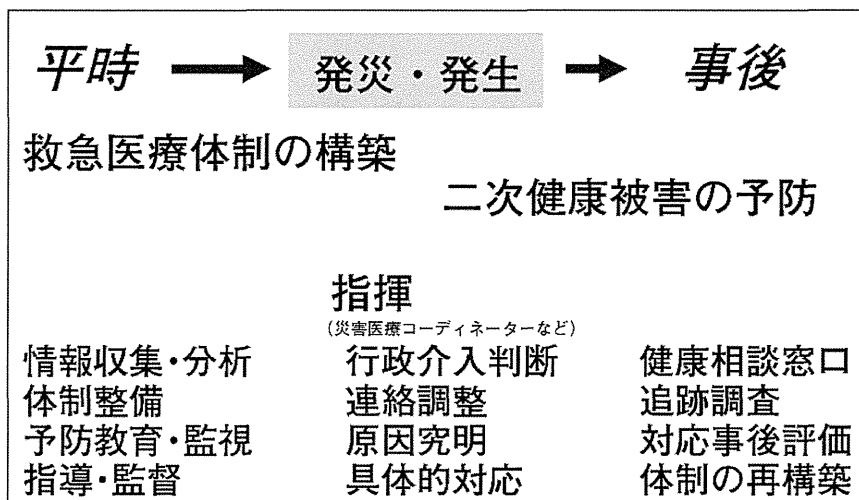 平時 → 発災・発生 → 事後
救急医療体制の構築
二次健康被害の予防
指揮
(災害医療コーディネーターなど)
情報収集・分析 行政介入判断 健康相談窓口
体制整備 連絡調整 追跡調査
予防教育・監視 原因究明 対応事後評価
指導・監督 具体的対応 体制の再構築